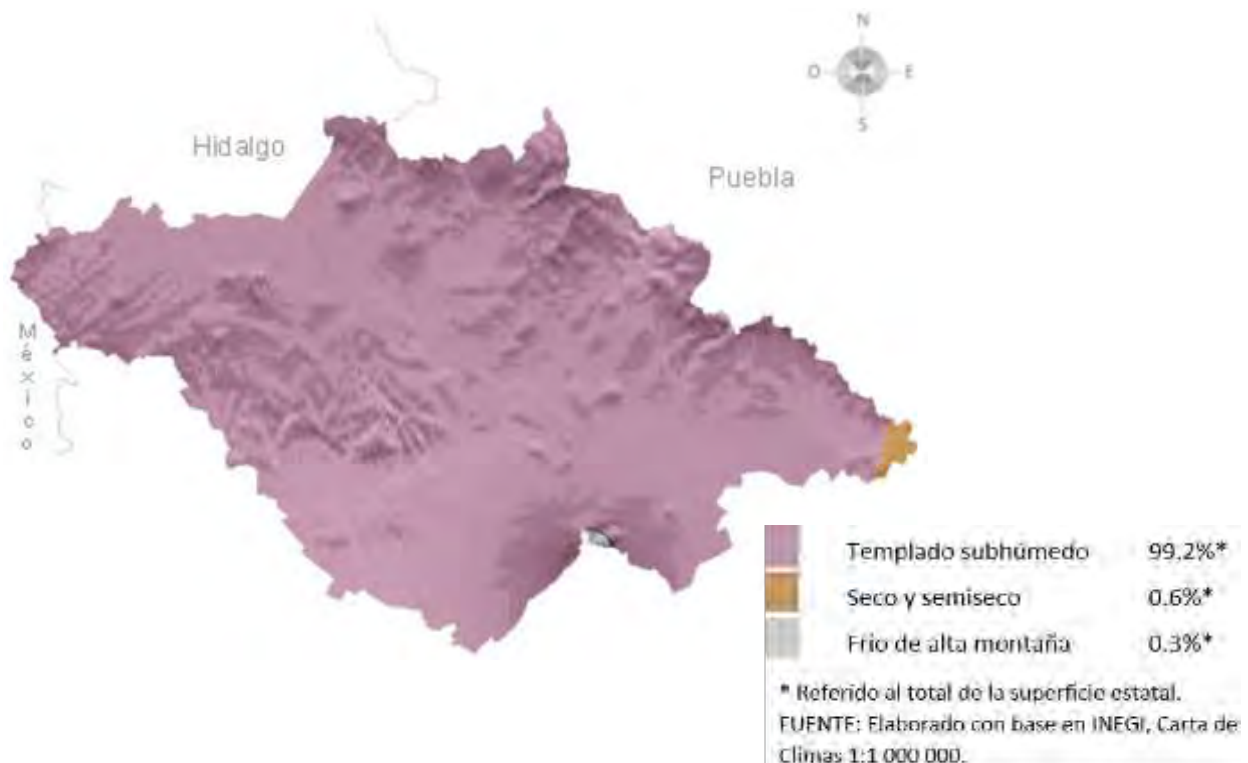 N
O E
S
Hidalgo
Puebla
México
Templado subhúmedo 99.2%*
Seco y semiseco 0.6%*
Frio de alta montaña 0.3%*
* Referido al total de la superficie estatal.
FUENTE: Elaborado con base en INEGI, Carta de
Climas 1:1 000 000.